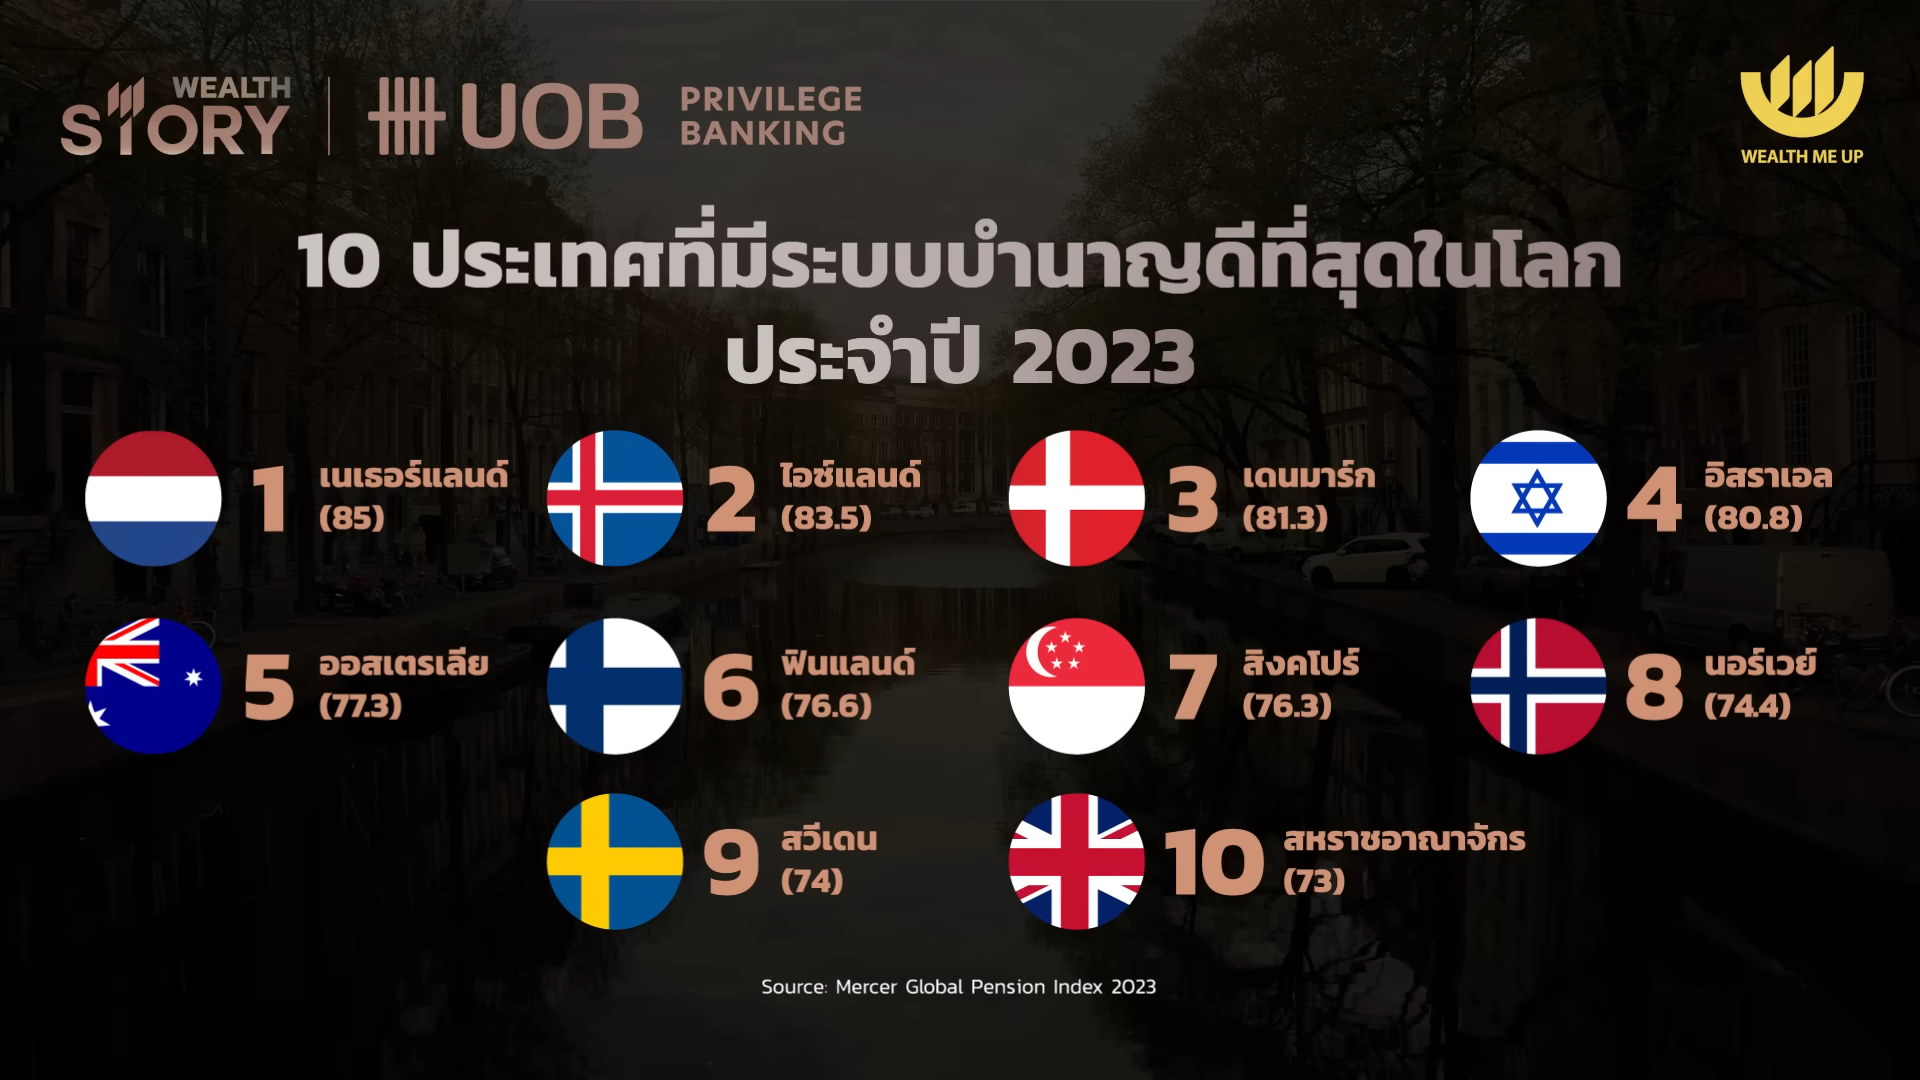 WEALTH
STORY
UOB
PRIVILEGE
BANKING
WEALTH ME UP
10 ประเทศที่มีระบบบำนาญดีที่สุดในโลก
ประจำปี 2023
1 เนเธอร์แลนด์
(85)
2 ไอซ์แลนด์
(83.5)
3 เดนมาร์ก
(81.3)
4 อิสราเอล
(80.8)
5 ออสเตรเลีย
(77.3)
6 ฟินแลนด์
(76.6)
7 สิงคโปร์
(76.3)
8 นอร์เวย์
(74.4)
9 สวีเดน
(74)
10 สหราชอาณาจักร
(73)
Source: Mercer Global Pension Index 2023